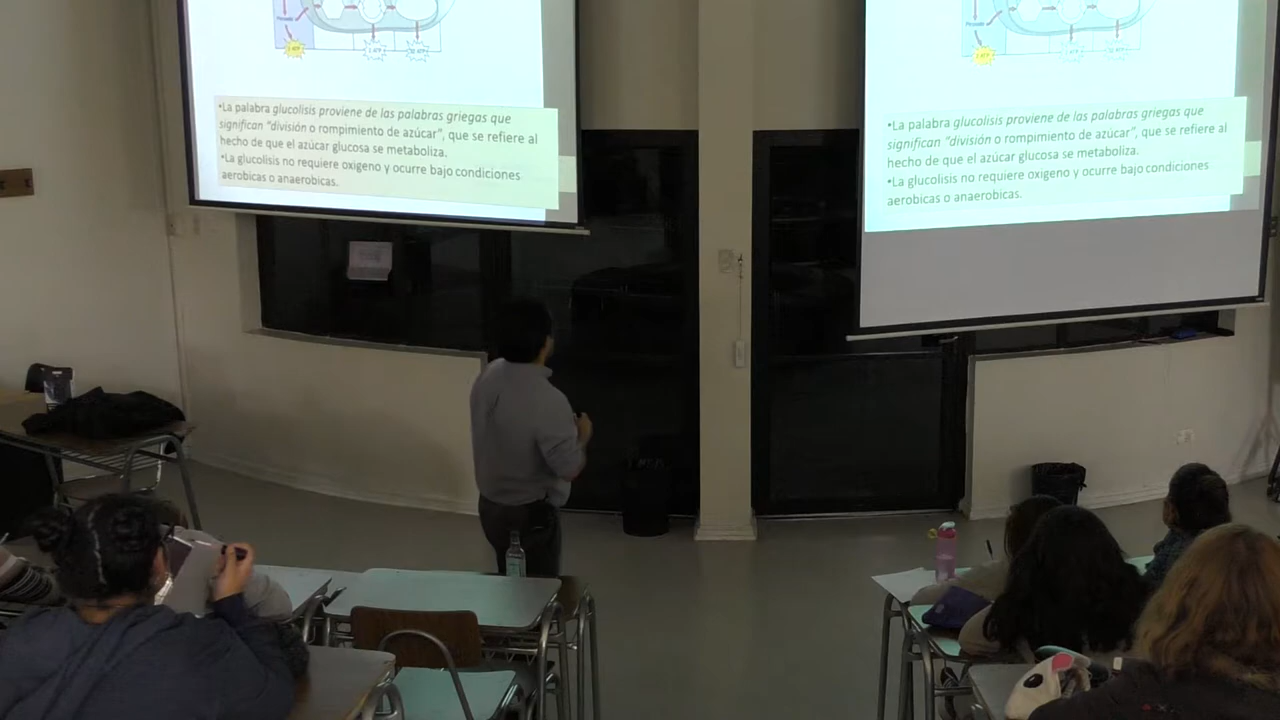 •La palabra glucolisis proviene de las palabras griegas que
significan "división o rompimiento de azúcar", que se refiere al
hecho de que el azúcar glucosa se metaboliza.
•La glucolisis no requiere oxigeno y ocurre bajo condiciones
aerobicas o anaerobicas.
•La palabra glucolisis proviene de las palabras griegas que
significan "división o rompimiento de azúcar", que se refiere al
hecho de que el azúcar glucosa se metaboliza.
•La glucolisis no requiere oxigeno y ocurre bajo condiciones
aerobicas o anaerobicas.